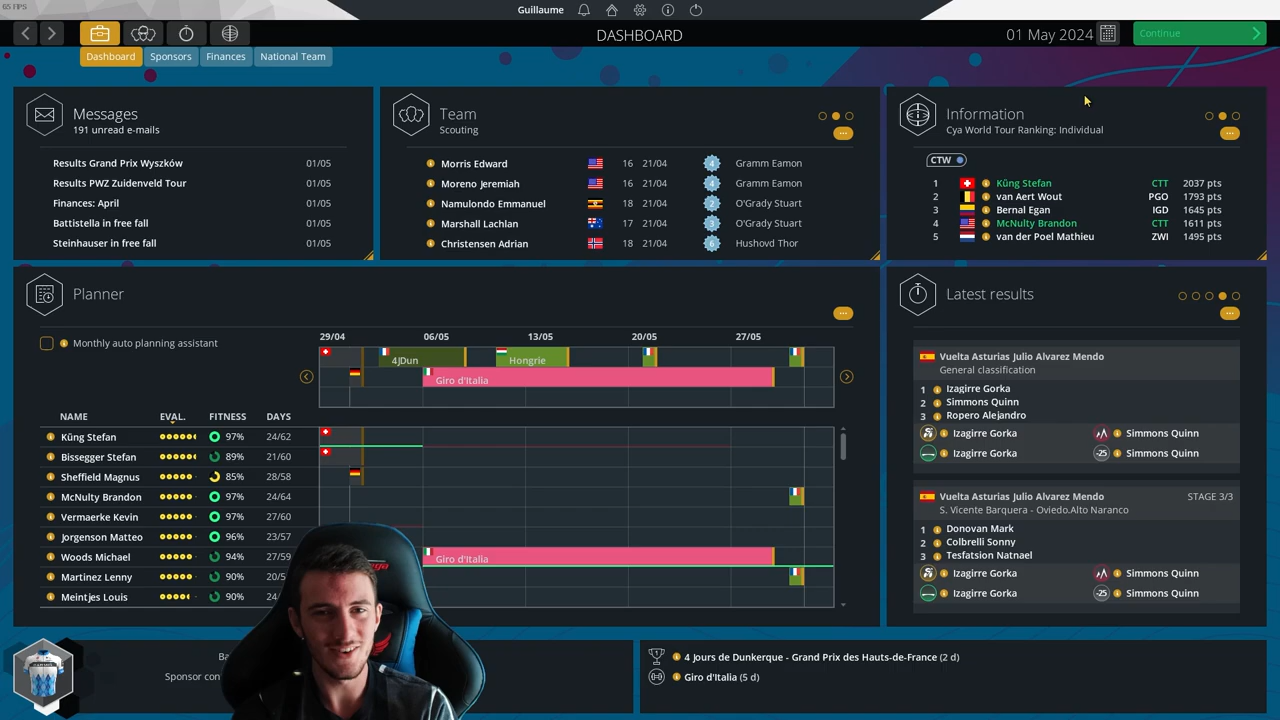 65 FPS
Guillaume
DASHBOARD
01 May 2024
Continue
Dashboard
Sponsors
Finances
National Team
Messages
191 unread e-mails
Results Grand Prix Wyszków 01/05
Results PWZ Zuidenveld Tour 01/05
Finances: April 01/05
Battistella in free fall 01/05
Steinhauser in free fall 01/05
Team
Scouting
Morris Edward 16 21/04 4 Gramm Eamon
Moreno Jeremiah 16 21/04 4 Gramm Eamon
Namulondo Emmanuel 18 21/04 2 O'Grady Stuart
Marshall Lachlan 17 21/04 3 O'Grady Stuart
Christensen Adrian 18 21/04 6 Hushovd Thor
Information
Cya World Tour Ranking: Individual
CTW
1 Küng Stefan CTT 2037 pts
2 van Aert Wout PGO 1793 pts
3 Bernal Egan IGD 1645 pts
4 McNulty Brandon CTT 1611 pts
5 van der Poel Mathieu ZWI 1495 pts
Planner
Monthly auto planning assistant
29/04 06/05 13/05 20/05 27/05
4JDun Hongrie
Giro d'Italia
NAME EVAL. FITNESS DAYS
Küng Stefan 97% 24/62
Bissegger Stefan 89% 21/60
Sheffield Magnus 85% 28/58
McNulty Brandon 97% 24/64
Vermaerke Kevin 97% 27/60
Jorgenson Matteo 96% 23/57
Woods Michael 94% 27/59 Giro d'Italia
Martinez Lenny 90%
Meintjes Louis 90%
Latest results
Vuelta Asturias Julio Alvarez Mendo
General classification
1 Izagirre Gorka
2 Simmons Quinn
3 Ropero Alejandro
Izagirre Gorka Simmons Quinn
Izagirre Gorka -25 Simmons Quinn
Vuelta Asturias Julio Alvarez Mendo STAGE 3/3
S. Vicente Barquera - Oviedo.Alto Naranco
1 Donovan Mark
2 Colbrelli Sonny
3 Tesfatsion Natnael
Izagirre Gorka Simmons Quinn
Izagirre Gorka -25 Simmons Quinn
Sponsor
4 Jours de Dunkerque - Grand Prix des Hauts-de-France (2 d)
Giro d'Italia (5 d)